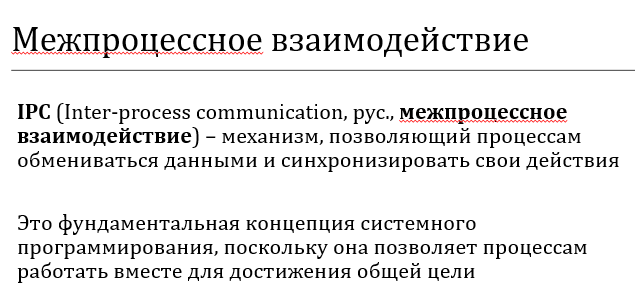 Межпроцессное взаимодействие
IPC (Inter-process communication, рус., межпроцессное
взаимодействие) – механизм, позволяющий процессам
обмениваться данными и синхронизировать свои действия
Это фундаментальная концепция системного
программирования, поскольку она позволяет процессам
работать вместе для достижения общей цели